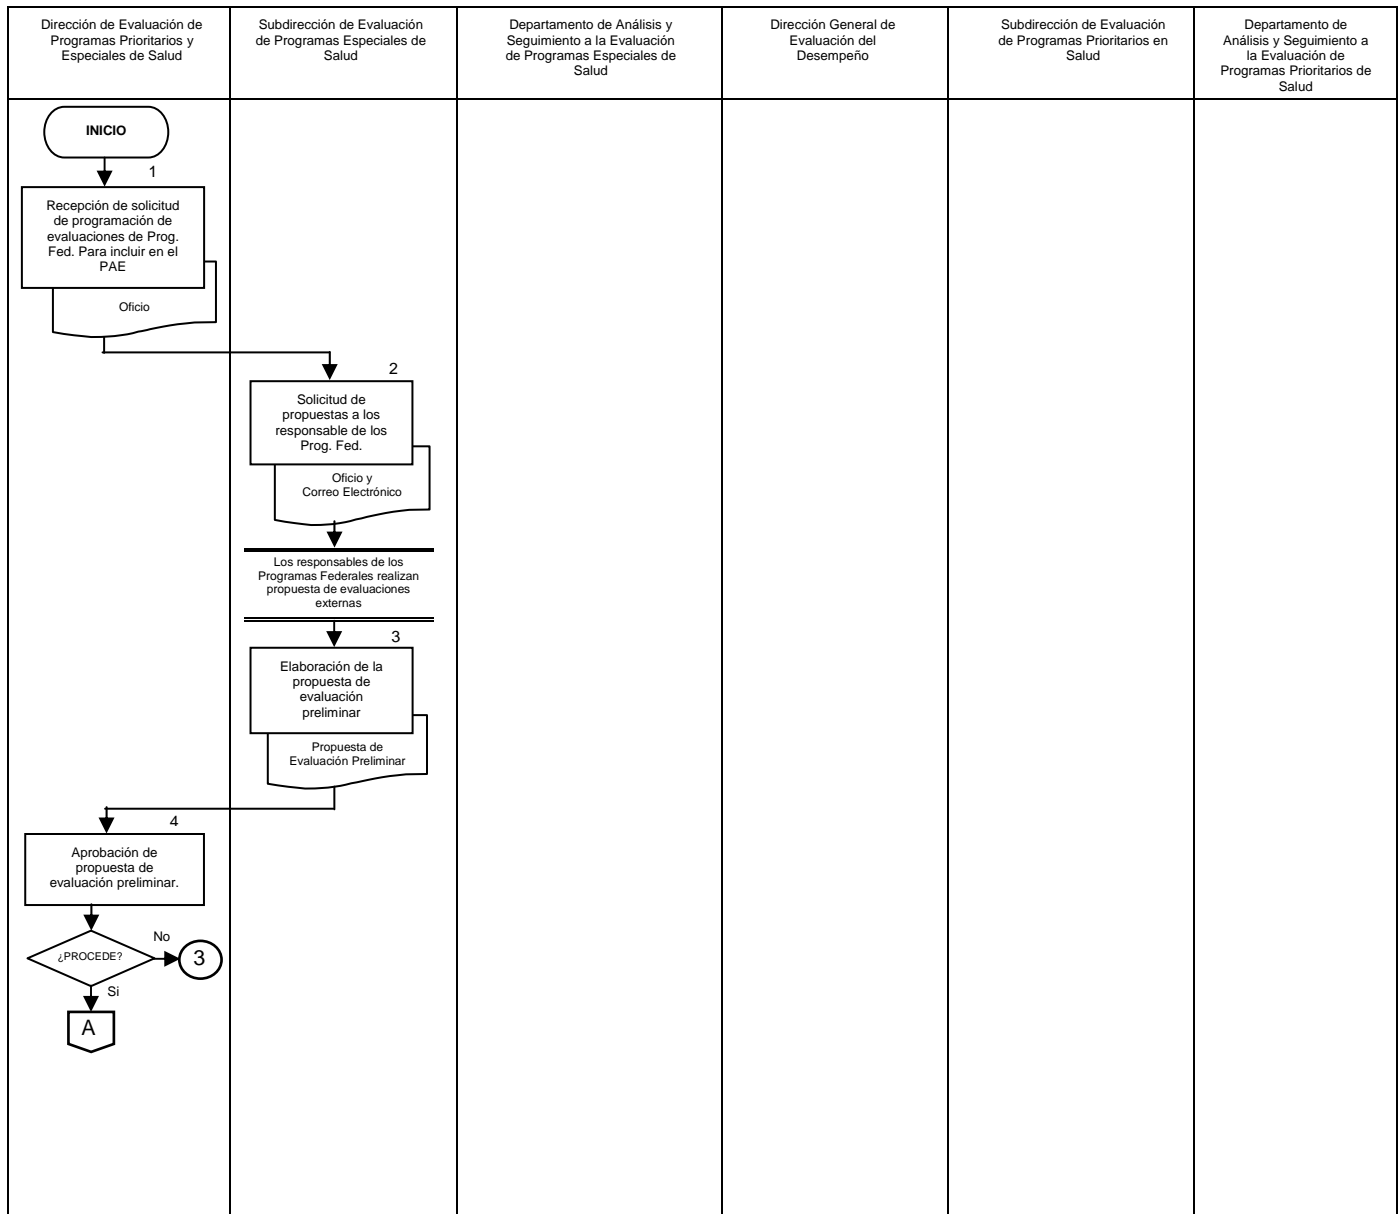 Dirección de Evaluación de
Programas Prioritarios y
Especiales de Salud
Subdirección de Evaluación
de Programas Especiales de
Salud
Departamento de Análisis y
Seguimiento a la Evaluación
de Programas Especiales de
Salud
Dirección General de
Evaluación del
Desempeño
Subdirección de Evaluación
de Programas Prioritarios en
Salud
Departamento de
Análisis y Seguimiento a
la Evaluación de
Programas Prioritarios de
Salud
INICIO
1
Recepción de solicitud
de programación de
evaluaciones de Prog.
Fed. Para incluir en el
PAE
Oficio
2
Solicitud de
propuestas a los
responsable de los
Prog. Fed.
Oficio y
Correo Electrónico
Los responsables de los
Programas Federales realizan
propuesta de evaluaciones
externas
3
Elaboración de la
propuesta de
evaluación
preliminar
Propuesta de
Evaluación Preliminar
4
Aprobación de
propuesta de
evaluación preliminar.
¿PROCEDE?
No
3
Si
A